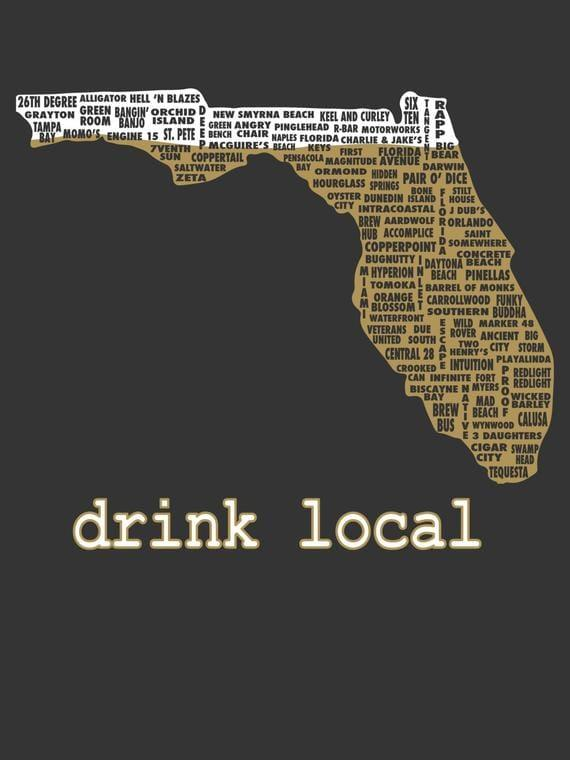 26TH DEGREE ALLIGATOR HELL 'N BLAZES
GRAYTON GREEN ROOM BANGIN' BANJO ORCHID ISLAND DEEP NEW SMYRNA BEACH KEEL AND CURLEY SIX TEN TANGENT RAPP
TAMPA BAY MOMO'S ENGINE 15 ST. PETE GREEN BENCH ANGRY CHAIR PINGLEHEAD R-BAR MOTORWORKS
NAPLES BEACH FLORIDA CHARLIE & JAKE'S BIG BEAR
7VENTH SUN COPPERTAIL MCGUIRE'S KEYS FIRST MAGNITUDE FLORIDA AVENUE
SALTWATER PENSACOLA BAY DARWIN
ZETA ORMOND HIDDEN SPRINGS PAIR O' DICE
HOURGLASS BONE ISLAND STILT HOUSE
OYSTER CITY DUNEDIN FLORIDA J DUB'S
INTRACOASTAL
BREW HUB AARDWOLF ORLANDO
ACCOMPLICE SAINT SOMEWHERE
COPPERPOINT CONCRETE BEACH
BUGNUTTY INLET DAYTONA BEACH
MIAMI HYPERION PINELLAS
TOMOKA BARREL OF MONKS
ORANGE BLOSSOM CARROLLWOOD FUNKY BUDDHA
WATERFRONT SOUTHERN
VETERANS UNITED DUE SOUTH ESCAPE WILD ROVER MARKER 48
ANCIENT CITY BIG STORM
CENTRAL 28 TWO HENRY'S PLAYALINDA
CROOKED CAN INTUITION PROOF REDLIGHT REDLIGHT
INFINITE FORT MYERS
BISCAYNE BAY NATIVE MAD BEACH WICKED BARLEY
BREW BUS WYNWOOD CALUSA
3 DAUGHTERS
CIGAR CITY SWAMP HEAD
TEQUESTA
drink local